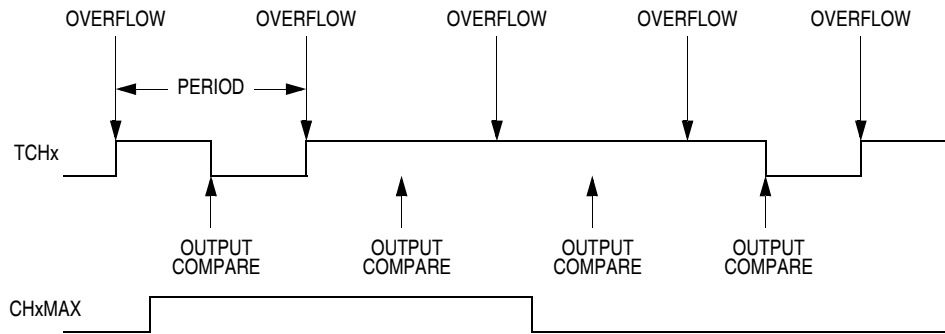 OVERFLOW OVERFLOW OVERFLOW OVERFLOW OVERFLOW
PERIOD
TCHx
OUTPUT COMPARE
OUTPUT COMPARE
OUTPUT COMPARE
OUTPUT COMPARE
CHxMAX